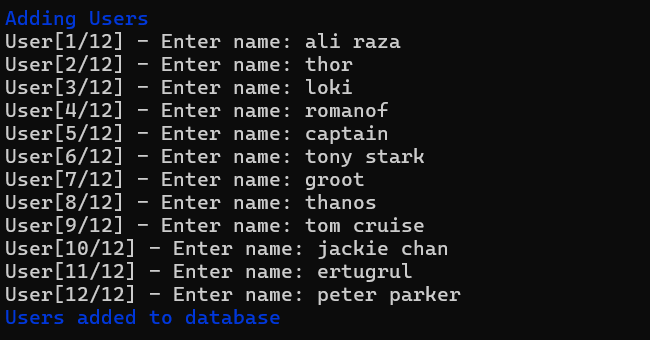 Adding Users
User[1/12] - Enter name: ali raza
User[2/12] - Enter name: thor
User[3/12] - Enter name: loki
User[4/12] - Enter name: romanof
User[5/12] - Enter name: captain
User[6/12] - Enter name: tony stark
User[7/12] - Enter name: groot
User[8/12] - Enter name: thanos
User[9/12] - Enter name: tom cruise
User[10/12] - Enter name: jackie chan
User[11/12] - Enter name: ertugrul
User[12/12] - Enter name: peter parker
Users added to database